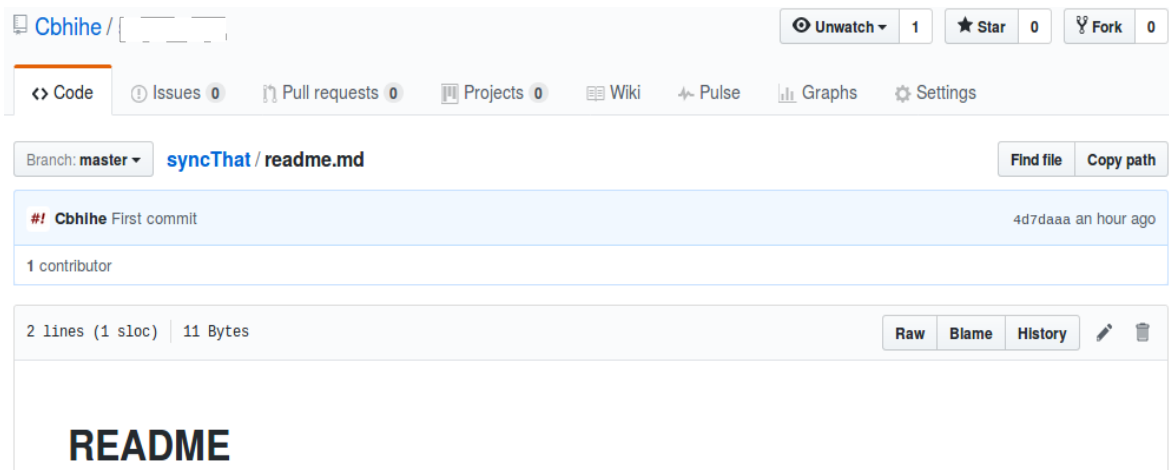 Cbhihe /
Unwatch 1 Star 0 Fork 0
Code Issues 0 Pull requests 0 Projects 0 Wiki Pulse Graphs Settings
Branch: master syncThat / readme.md Find file Copy path
#! Cbhihe First commit 4d7daaa an hour ago
1 contributor
2 lines (1 sloc) 11 Bytes Raw Blame History
README